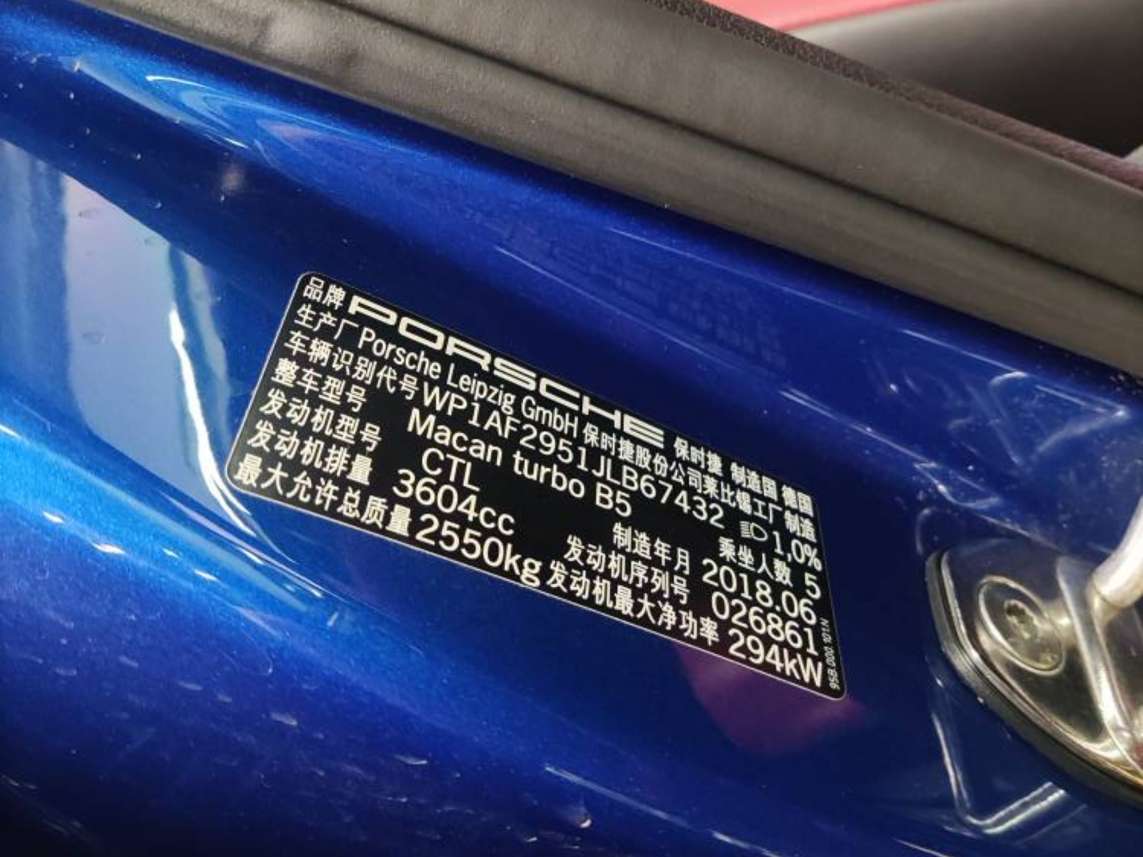 品牌 PORSCHE 保时捷 制造国 德国
生产厂 Porsche Leipzig GmbH 保时捷股份公司莱比锡工厂制造
车辆识别代号 WP1AF2951JLB67432 1,0%
整车型号 Macan turbo B5 乘坐人数 5
发动机型号 CTL 制造年月 2018.06
发动机排量 3604cc 发动机序列号 026861
最大允许总质量 2550kg 发动机最大净功率 294kW
95B.000.101.N